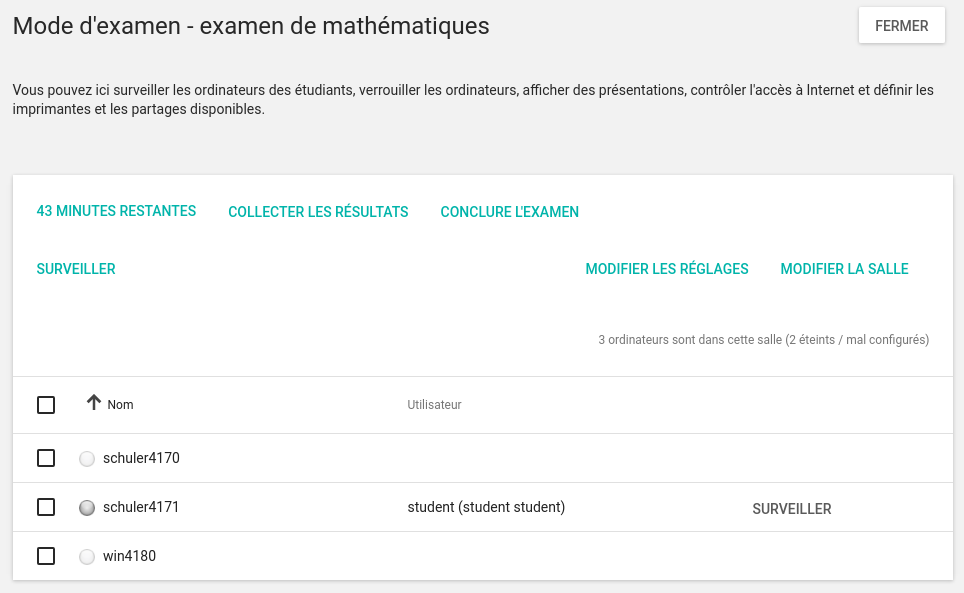 Mode d'examen - examen de mathématiques
FERMER
Vous pouvez ici surveiller les ordinateurs des étudiants, verrouiller les ordinateurs, afficher des présentations, contrôler l'accès à Internet et définir les
imprimantes et les partages disponibles.
43 MINUTES RESTANTES
COLLECTER LES RÉSULTATS
CONCLURE L'EXAMEN
SURVEILLER
MODIFIER LES RÉGLAGES
MODIFIER LA SALLE
3 ordinateurs sont dans cette salle (2 éteints / mal configurés)
Nom
Utilisateur
schuler4170
schuler4171
student (student student)
SURVEILLER
win4180